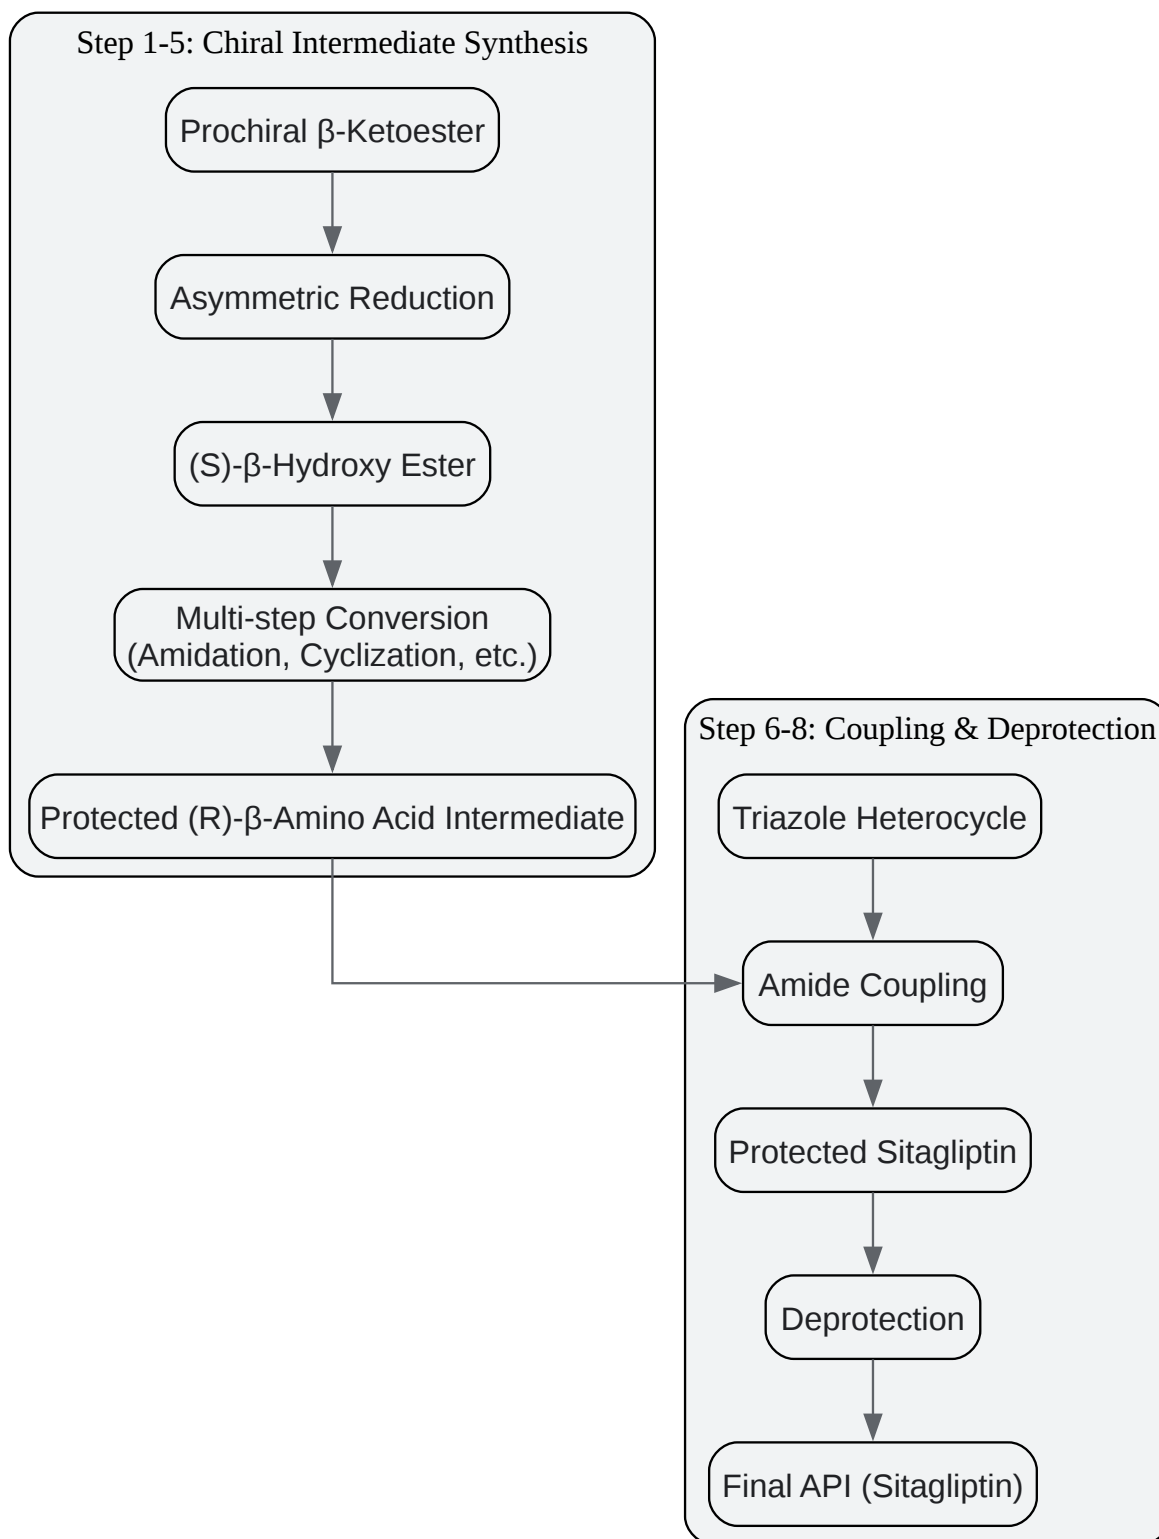 Step 1-5: Chiral Intermediate Synthesis
Prochiral β-Ketoester
Asymmetric Reduction
(S)-β-Hydroxy Ester
Multi-step Conversion
(Amidation, Cyclization, etc.)
Protected (R)-β-Amino Acid Intermediate
Step 6-8: Coupling & Deprotection
Triazole Heterocycle
Amide Coupling
Protected Sitagliptin
Deprotection
Final API (Sitagliptin)